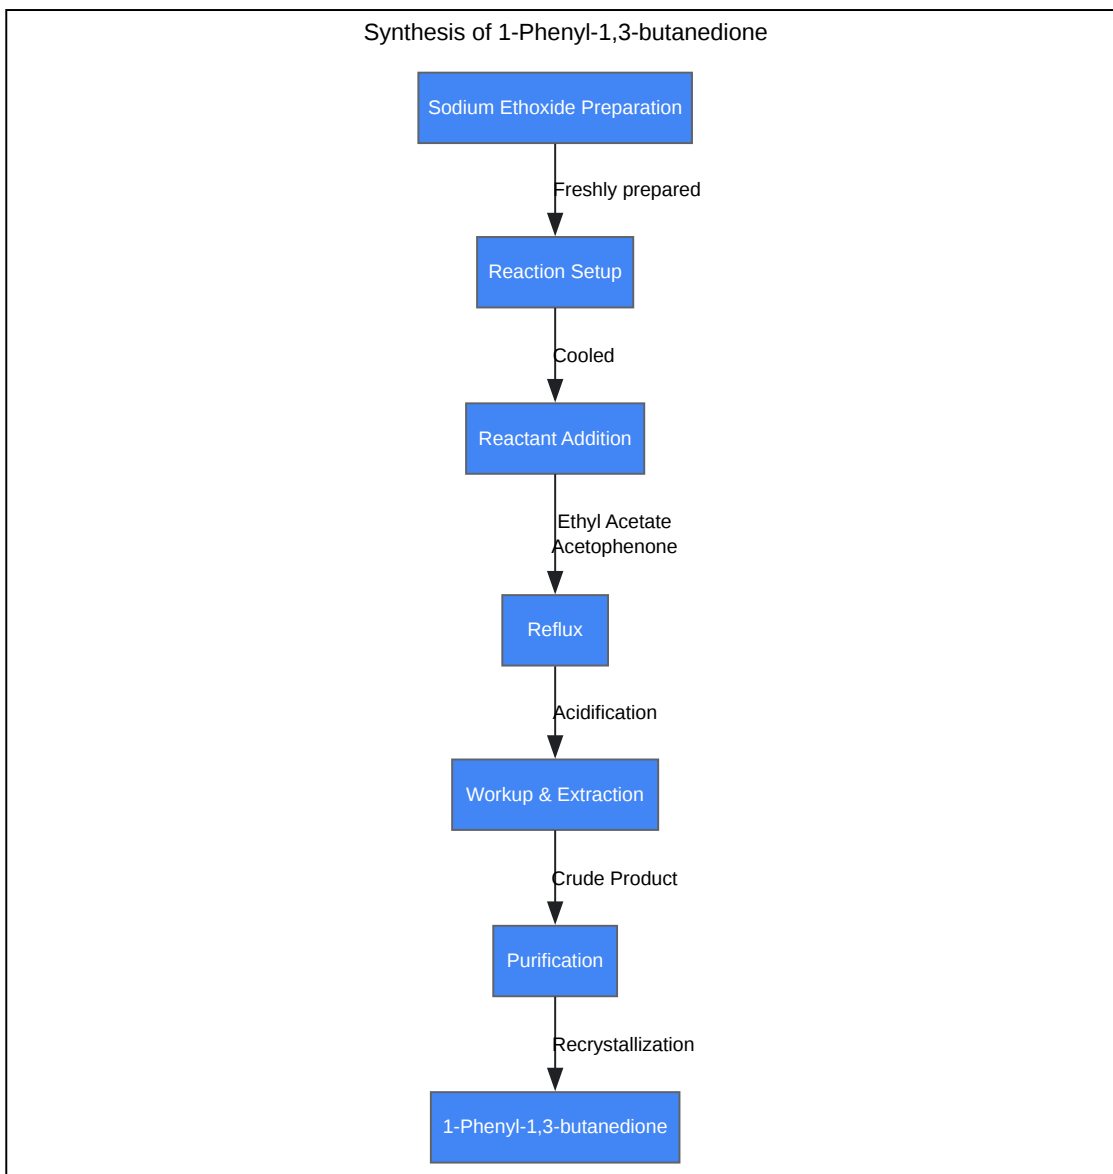 Synthesis of 1-Phenyl-1,3-butanedione
Sodium Ethoxide Preparation
Freshly prepared
Reaction Setup
Cooled
Reactant Addition
Ethyl Acetate
Acetophenone
Reflux
Acidification
Workup & Extraction
Crude Product
Purification
Recrystallization
1-Phenyl-1,3-butanedione